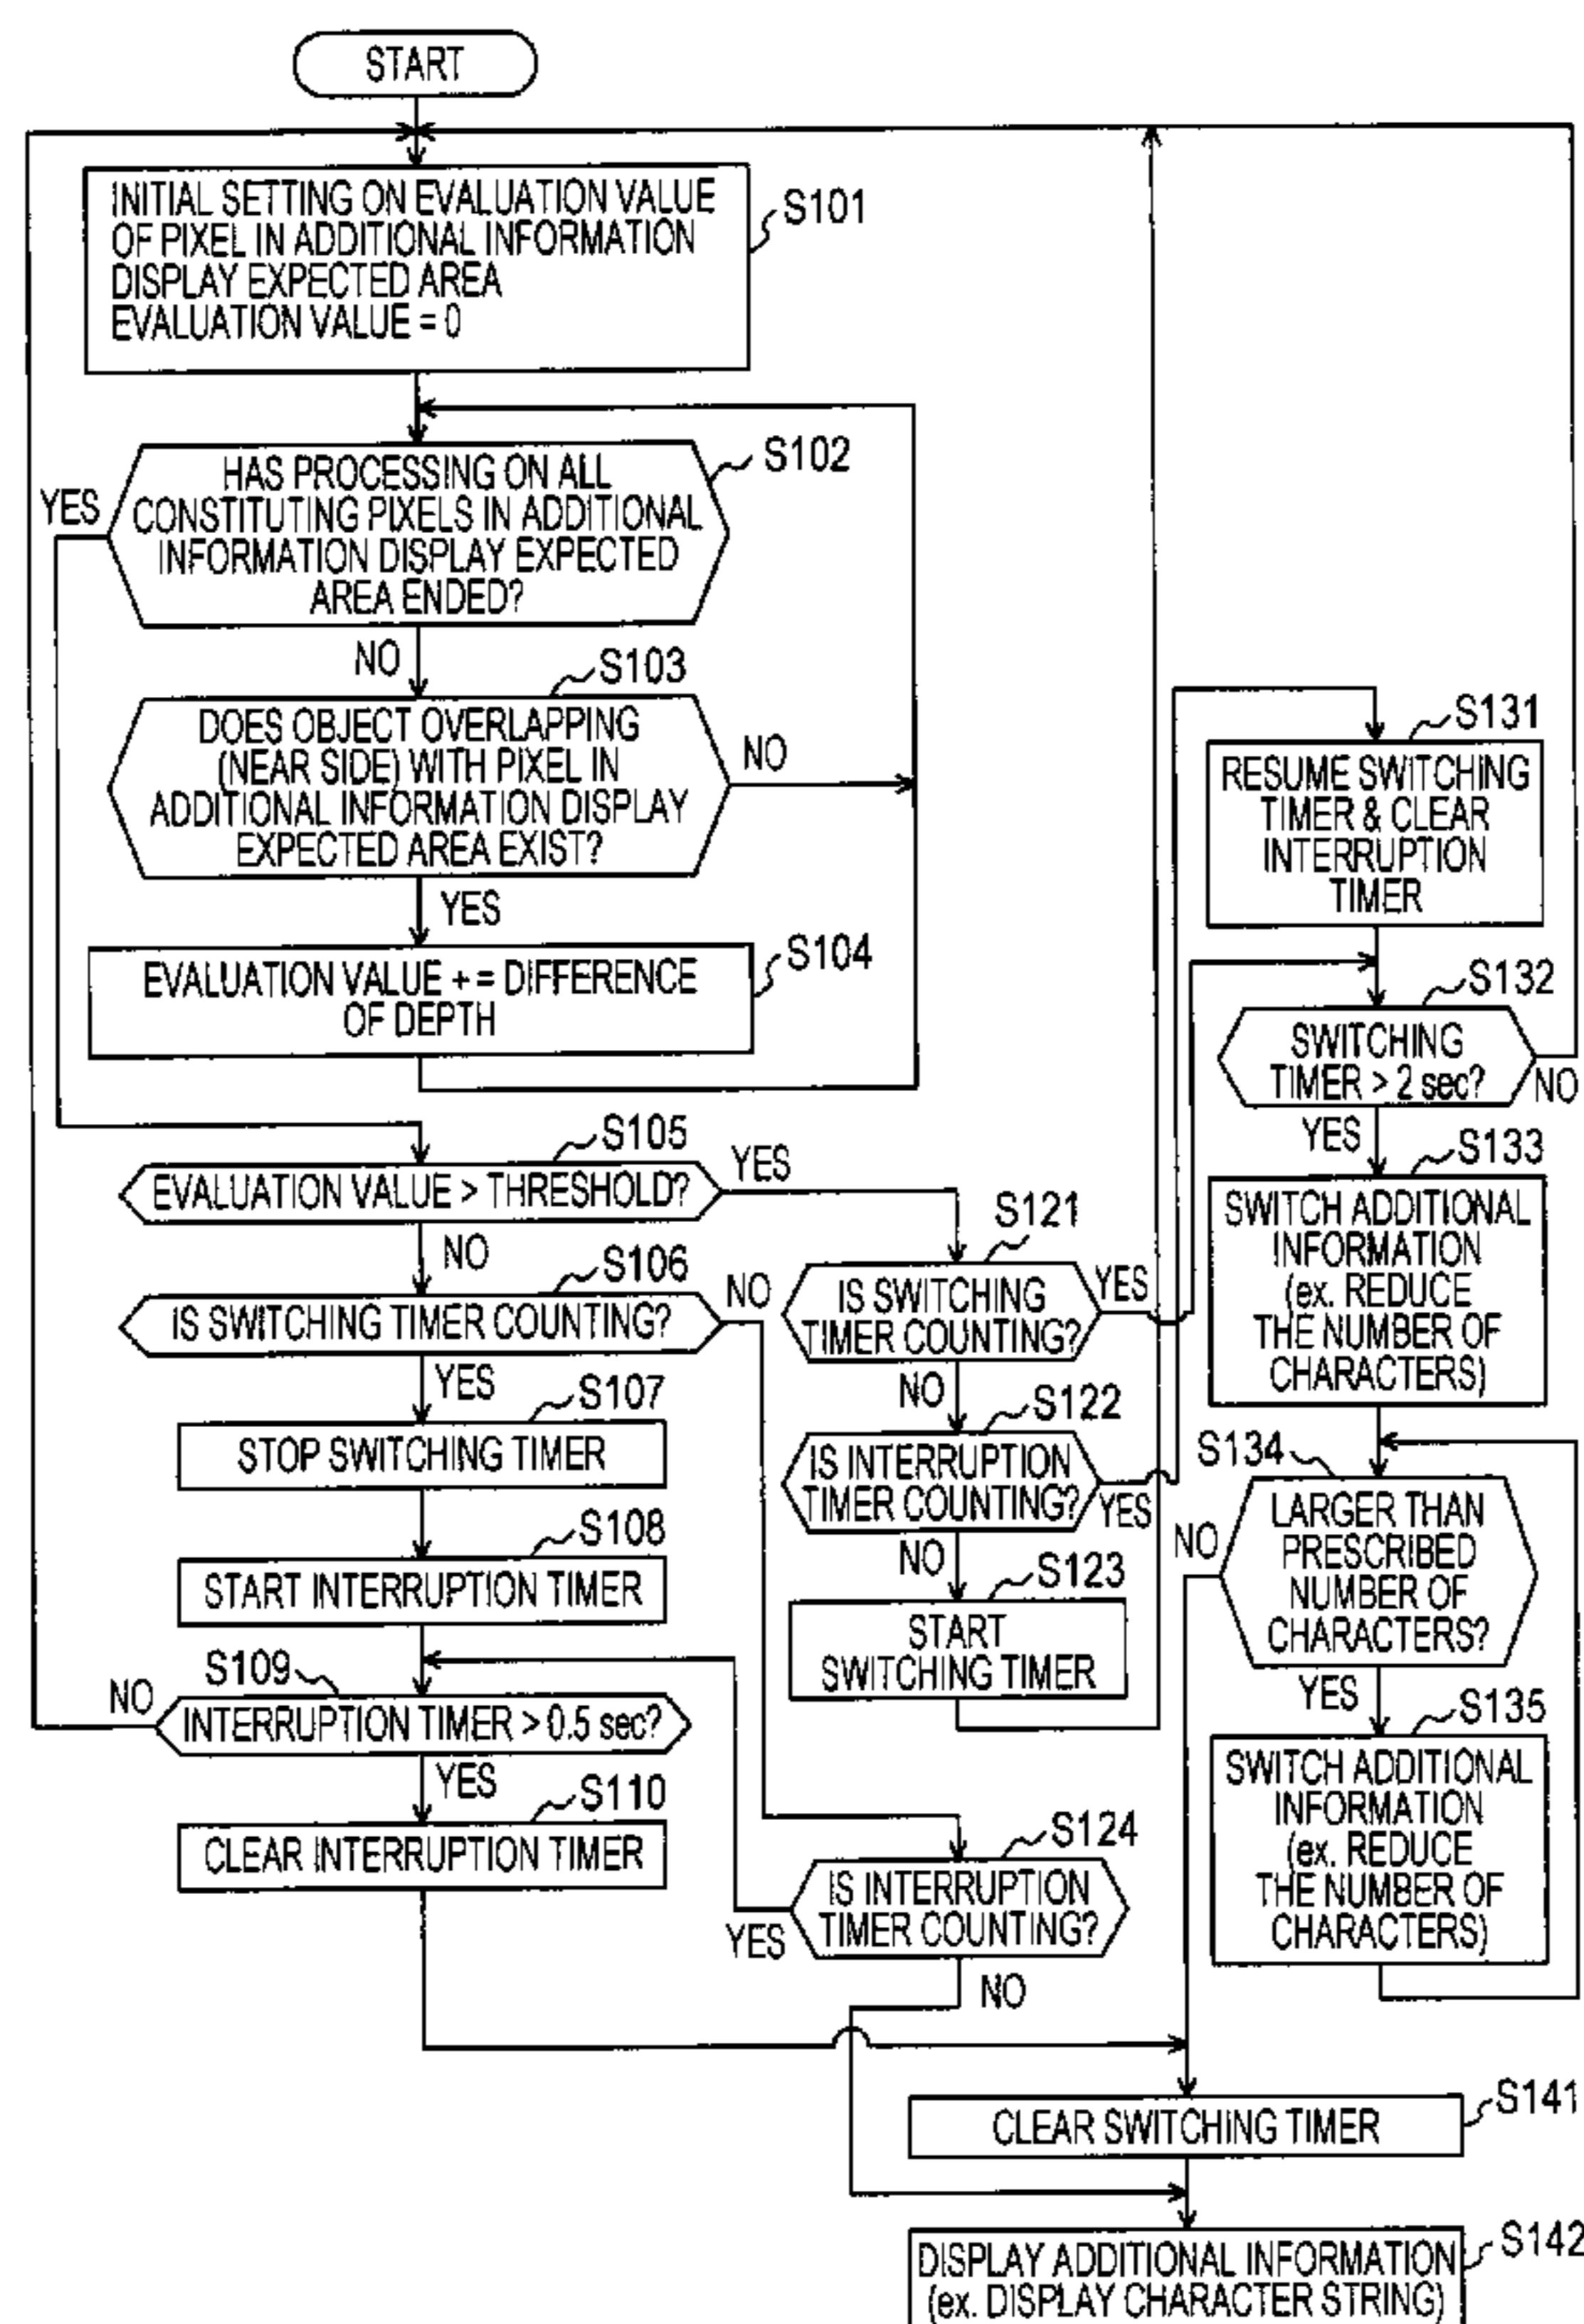 START
INITIAL SETTING ON EVALUATION VALUE
OF PIXEL IN ADDITIONAL INFORMATION
DISPLAY EXPECTED AREA
EVALUATION VALUE = 0
S101
HAS PROCESSING ON ALL
CONSTITUTING PIXELS IN ADDITIONAL
INFORMATION DISPLAY EXPECTED
AREA ENDED?
S102
YES
NO
S103
DOES OBJECT OVERLAPPING
(NEAR SIDE) WITH PIXEL IN
ADDITIONAL INFORMATION DISPLAY
EXPECTED AREA EXIST?
NO
YES
S104
EVALUATION VALUE + = DIFFERENCE
OF DEPTH
S105
EVALUATION VALUE > THRESHOLD?
YES
NO
S106
IS SWITCHING TIMER COUNTING?
NO
YES
S107
STOP SWITCHING TIMER
S108
START INTERRUPTION TIMER
S109
NO
INTERRUPTION TIMER > 0.5 sec?
YES
S110
CLEAR INTERRUPTION TIMER
S121
IS SWITCHING
TIMER COUNTING?
YES
NO
S122
IS INTERRUPTION
TIMER COUNTING?
YES
NO
S123
START
SWITCHING TIMER
S124
IS INTERRUPTION
TIMER COUNTING?
YES
NO
S131
RESUME SWITCHING
TIMER & CLEAR
INTERRUPTION
TIMER
S132
SWITCHING
TIMER > 2 sec?
NO
YES
S133
SWITCH ADDITIONAL
INFORMATION
(ex. REDUCE
THE NUMBER OF
CHARACTERS)
S134
NO
LARGER THAN
PRESCRIBED
NUMBER OF
CHARACTERS?
YES
S135
SWITCH ADDITIONAL
INFORMATION
(ex. REDUCE
THE NUMBER OF
CHARACTERS)
S141
CLEAR SWITCHING TIMER
S142
DISPLAY ADDITIONAL INFORMATION
(ex. DISPLAY CHARACTER STRING)